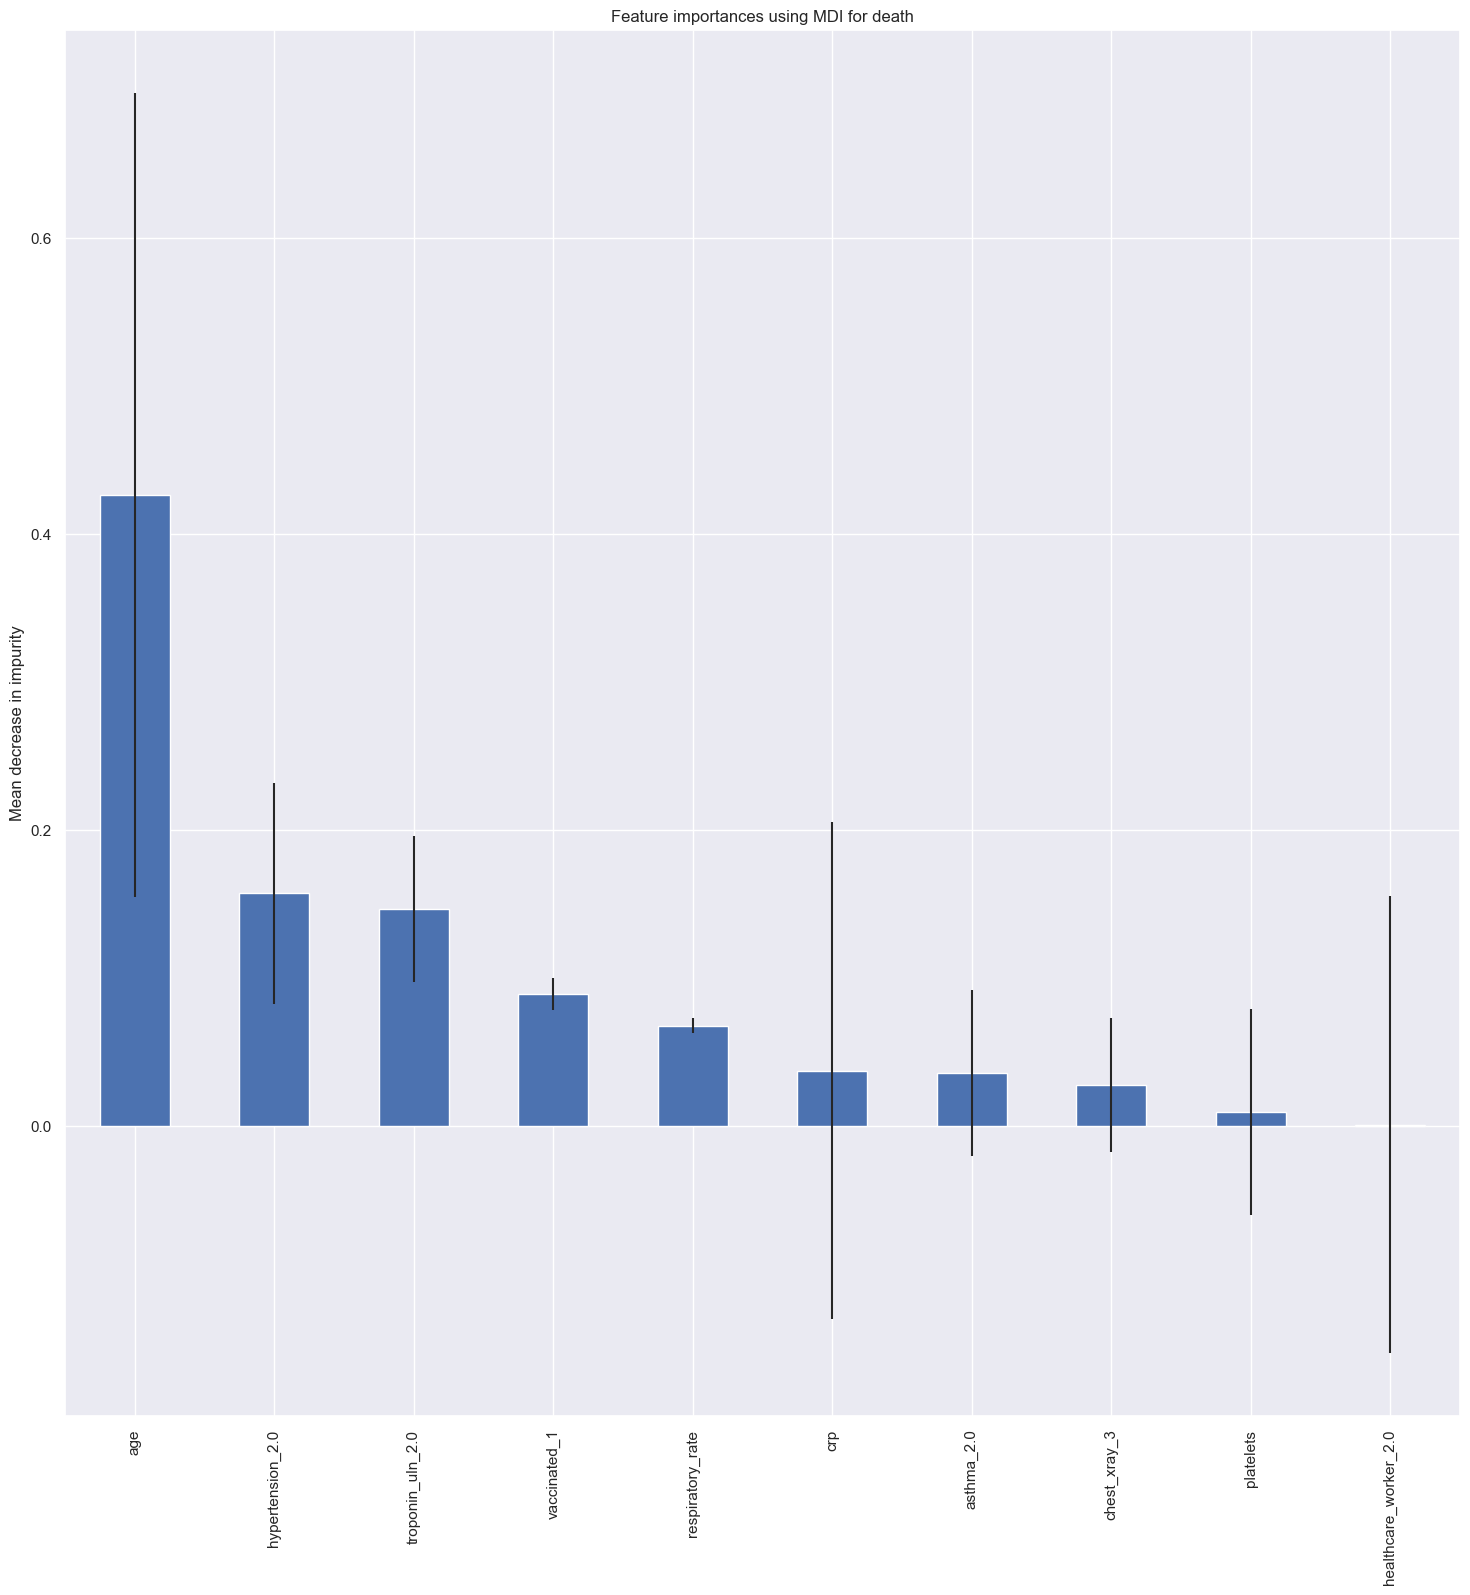 Feature importances using MDI for death
Mean decrease in impurity
0.6
0.4
0.2
0.0
age
hypertension_2.0
troponin_uln_2.0
vaccinated_1
respiratory_rate
crp
asthma_2.0
chest_xray_3
platelets
healthcare_worker_2.0